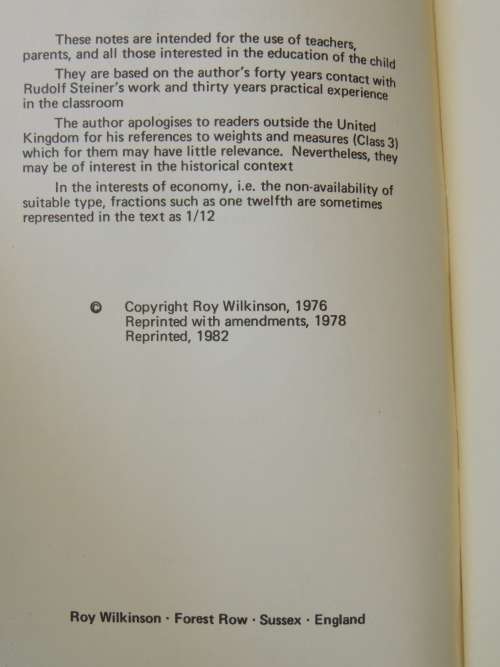 These notes are intended for the use of teachers,
parents, and all those interested in the education of the child
They are based on the author's forty years contact with
Rudolf Steiner's work and thirty years practical experience
in the classroom
The author apologises to readers outside the United
Kingdom for his references to weights and measures (Class 3)
which for them may have little relevance. Nevertheless, they
may be of interest in the historical context
In the interests of economy, i.e. the non-availability of
suitable type, fractions such as one twelfth are sometimes
represented in the text as 1/12
© Copyright Roy Wilkinson, 1976
Reprinted with amendments, 1978
Reprinted, 1982
Roy Wilkinson · Forest Row · Sussex · England